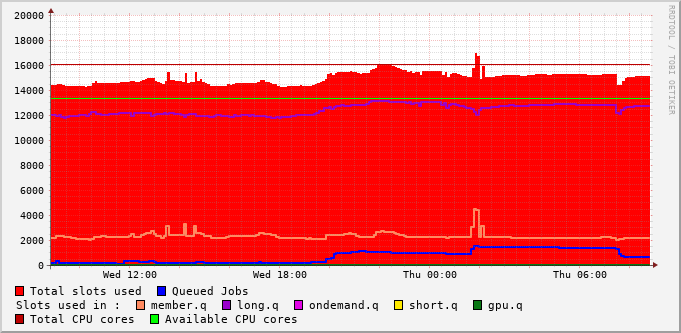 20000
18000
16000
14000
12000
10000
8000
6000
4000
2000
0
Wed 12:00 Wed 18:00 Thu 00:00 Thu 06:00
Total slots used Queued Jobs
Slots used in : member.q long.q ondemand.q short.q gpu.q
Total CPU cores Available CPU cores
RRDTOOL / TOBI OETIKER